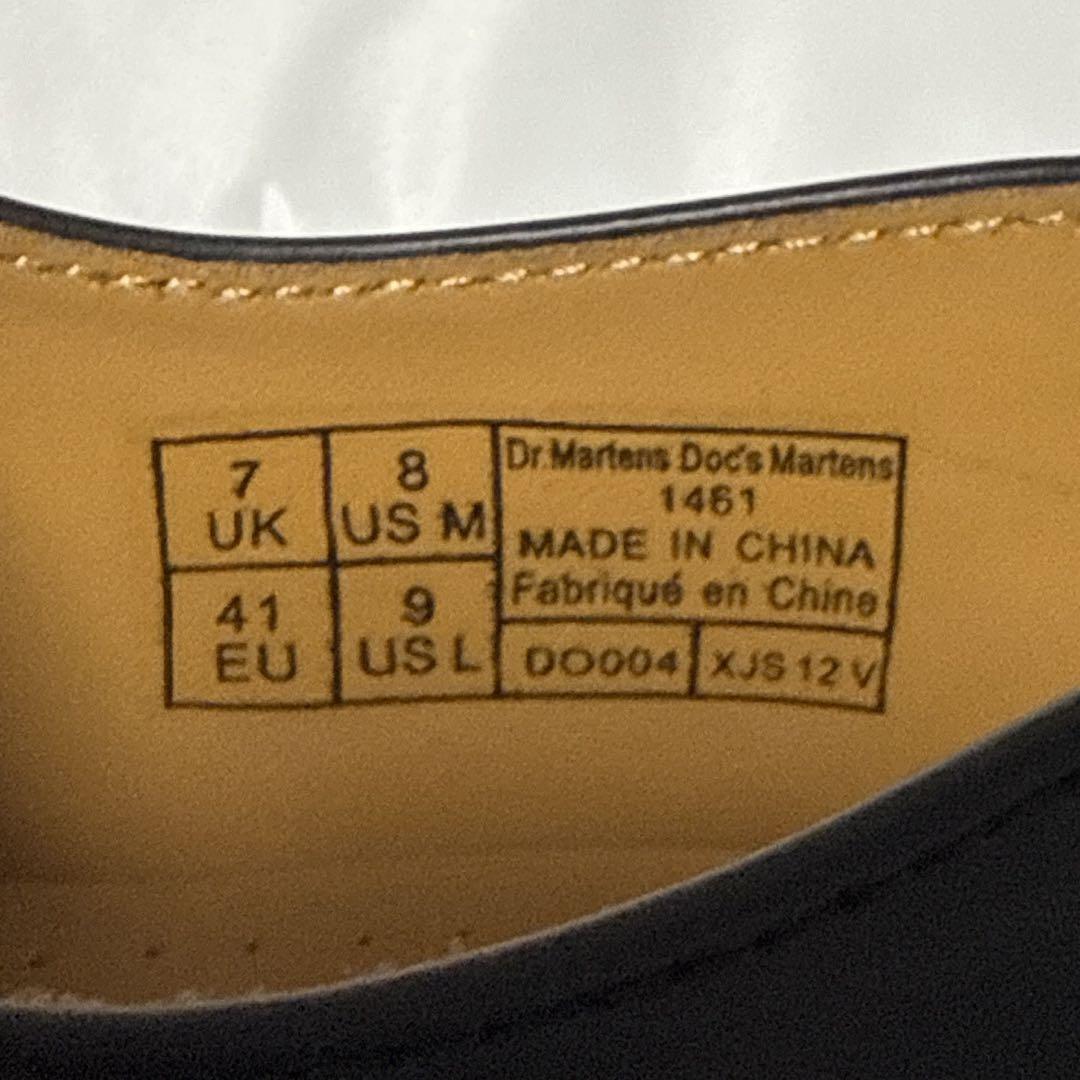 7
UK
8
US M
41
EU
9
US L
Dr.Martens Doc's Martens
1461
MADE IN CHINA
Fabriqué en Chine
DO004
XJS 12 V